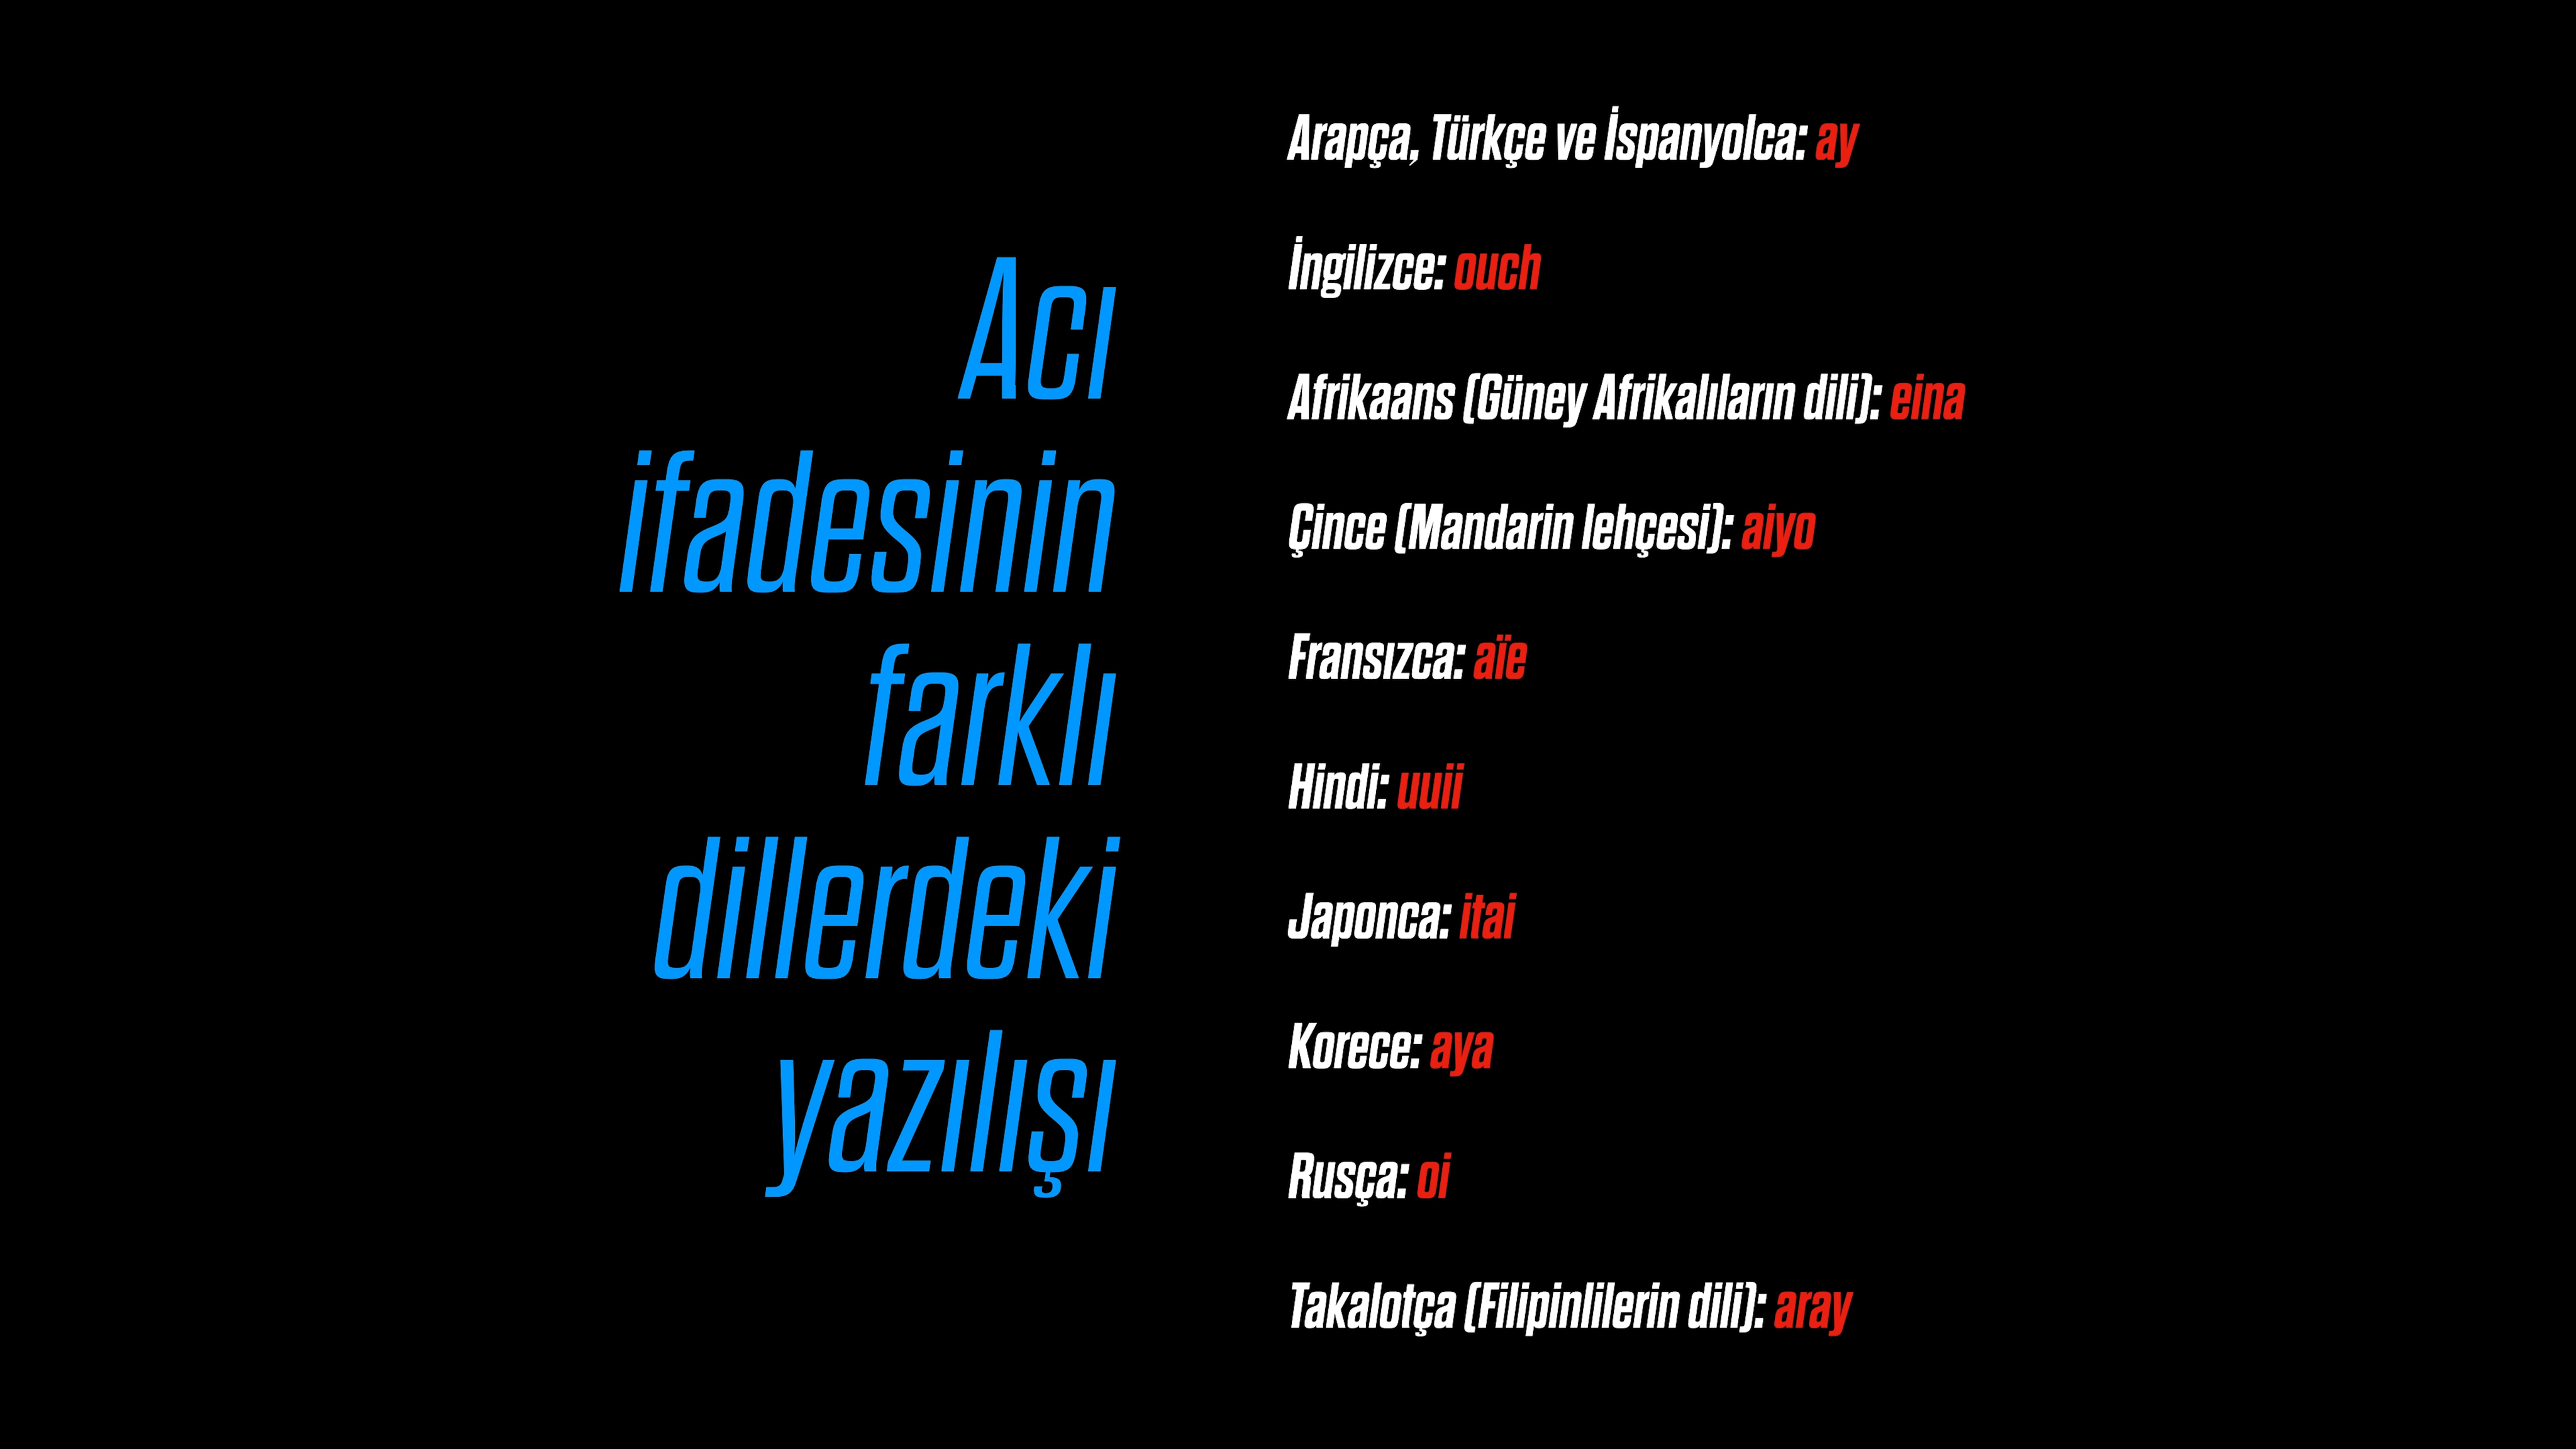 Acı
ifadesinin
farklı
dillerdeki
yazılışı
Arapça, Türkçe ve İspanyolca: ay
İngilizce: ouch
Afrikaans (Güney Afrikalıların dili): eina
Çince (Mandarin lehçesi): aiyo
Fransızca: aïe
Hindi: uuii
Japonca: itai
Korece: aya
Rusça: oi
Takalotça (Filipinlilerin dili): aray